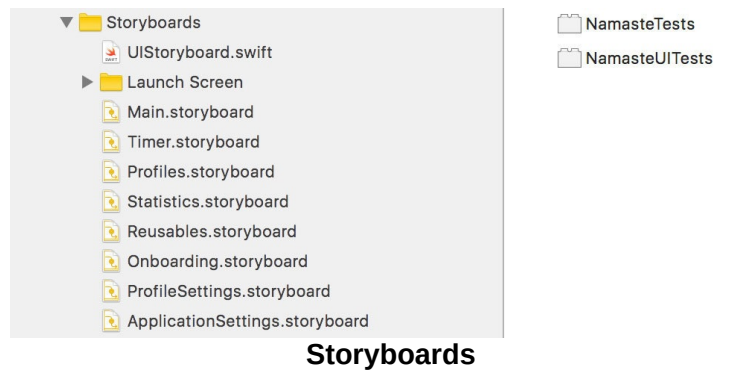 Storyboards
UIStoryboard.swift
Launch Screen
Main.storyboard
Timer.storyboard
Profiles.storyboard
Statistics.storyboard
Reusables.storyboard
Onboarding.storyboard
ProfileSettings.storyboard
ApplicationSettings.storyboard
NamasteTests
NamasteUITests
Storyboards